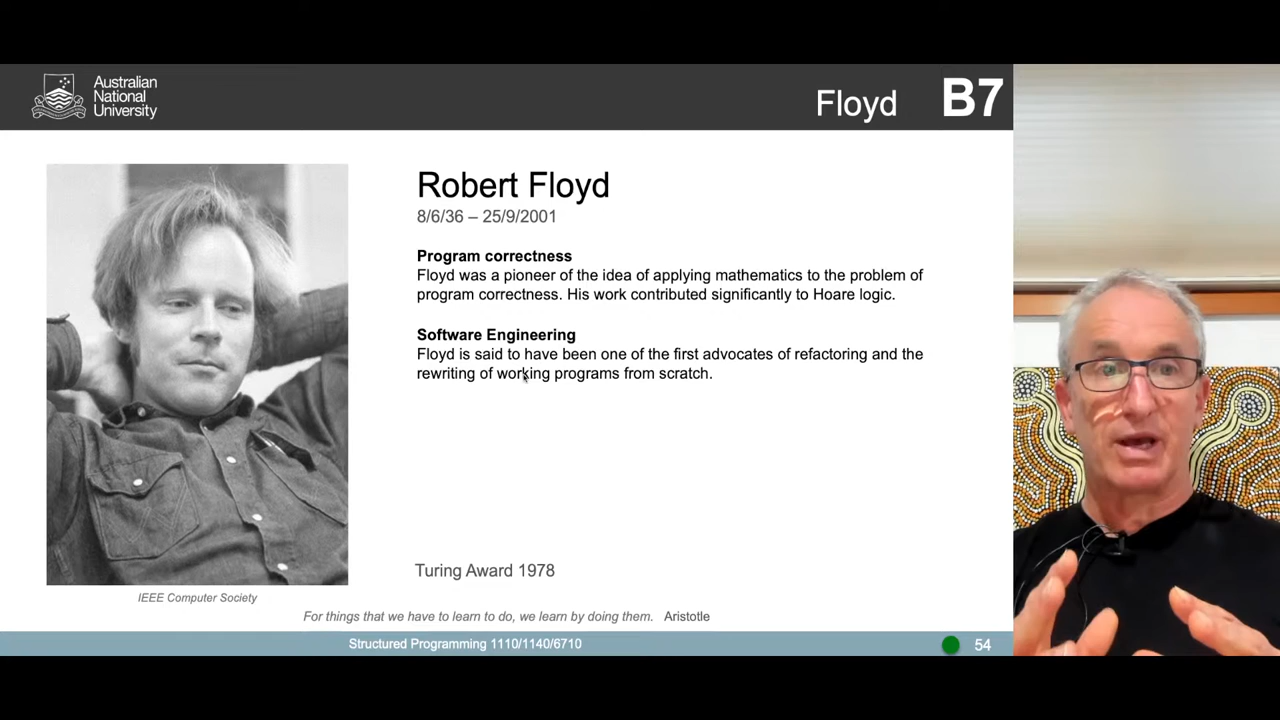 Australian
National
University
Floyd B7
Robert Floyd
8/6/36 – 25/9/2001
Program correctness
Floyd was a pioneer of the idea of applying mathematics to the problem of
program correctness. His work contributed significantly to Hoare logic.
Software Engineering
Floyd is said to have been one of the first advocates of refactoring and the
rewriting of working programs from scratch.
Turing Award 1978
IEEE Computer Society
For things that we have to learn to do, we learn by doing them. Aristotle
Structured Programming 1110/1140/6710
54